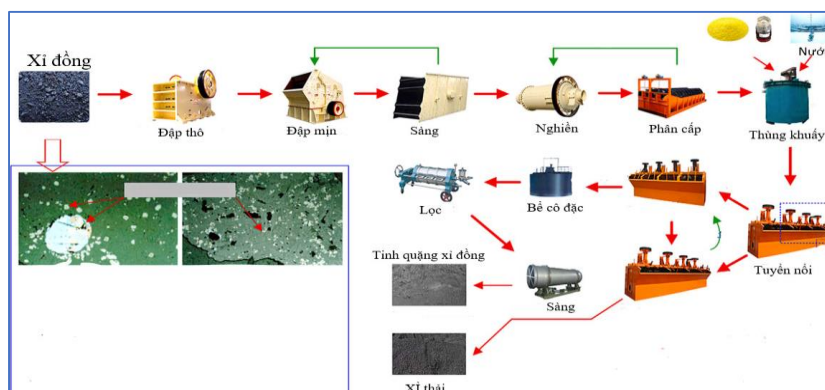 Nướ
Xỉ đồng
Đập thô
Đập mịn
Sàng
Nghiền
Phân cấp
Thùng khuấy
Lọc
Bể cô đặc
Tuyển nổi
Tinh quặng xỉ đồng
Sàng
Xỉ thải